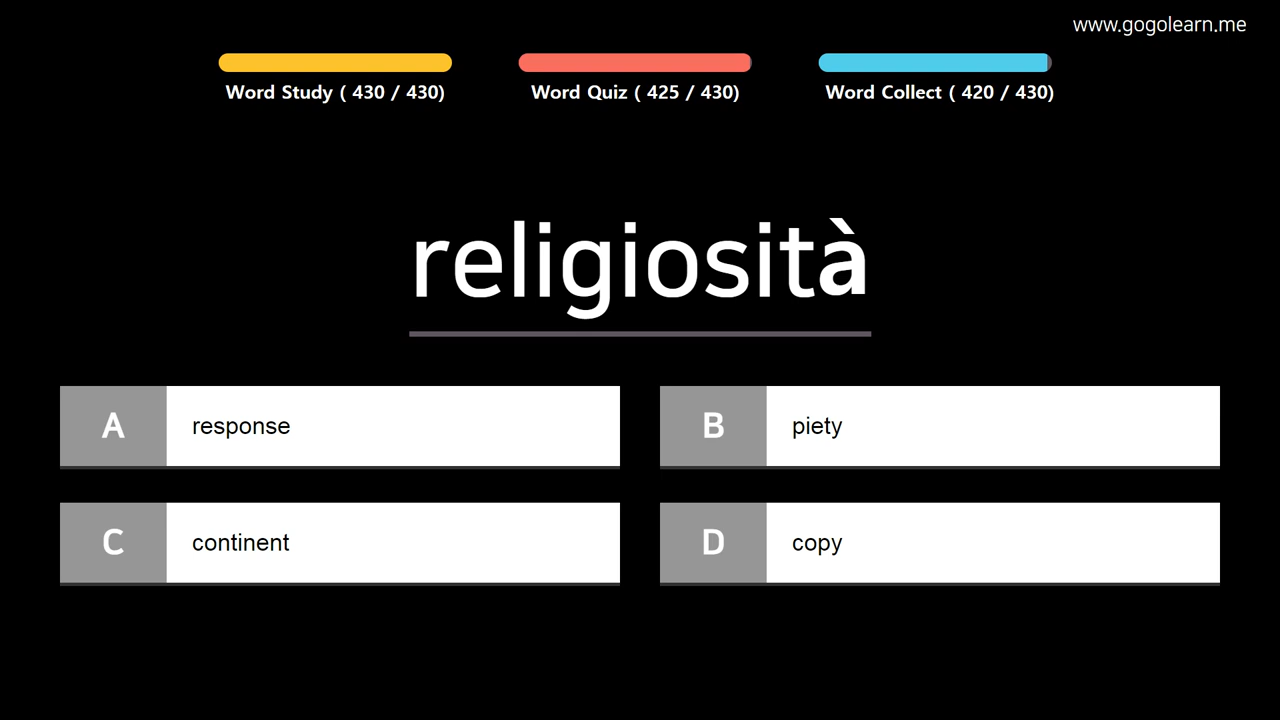 www.gogolearn.me
Word Study ( 430 / 430)
Word Quiz ( 425 / 430)
Word Collect ( 420 / 430)
religiosità
A response
B piety
C continent
D copy